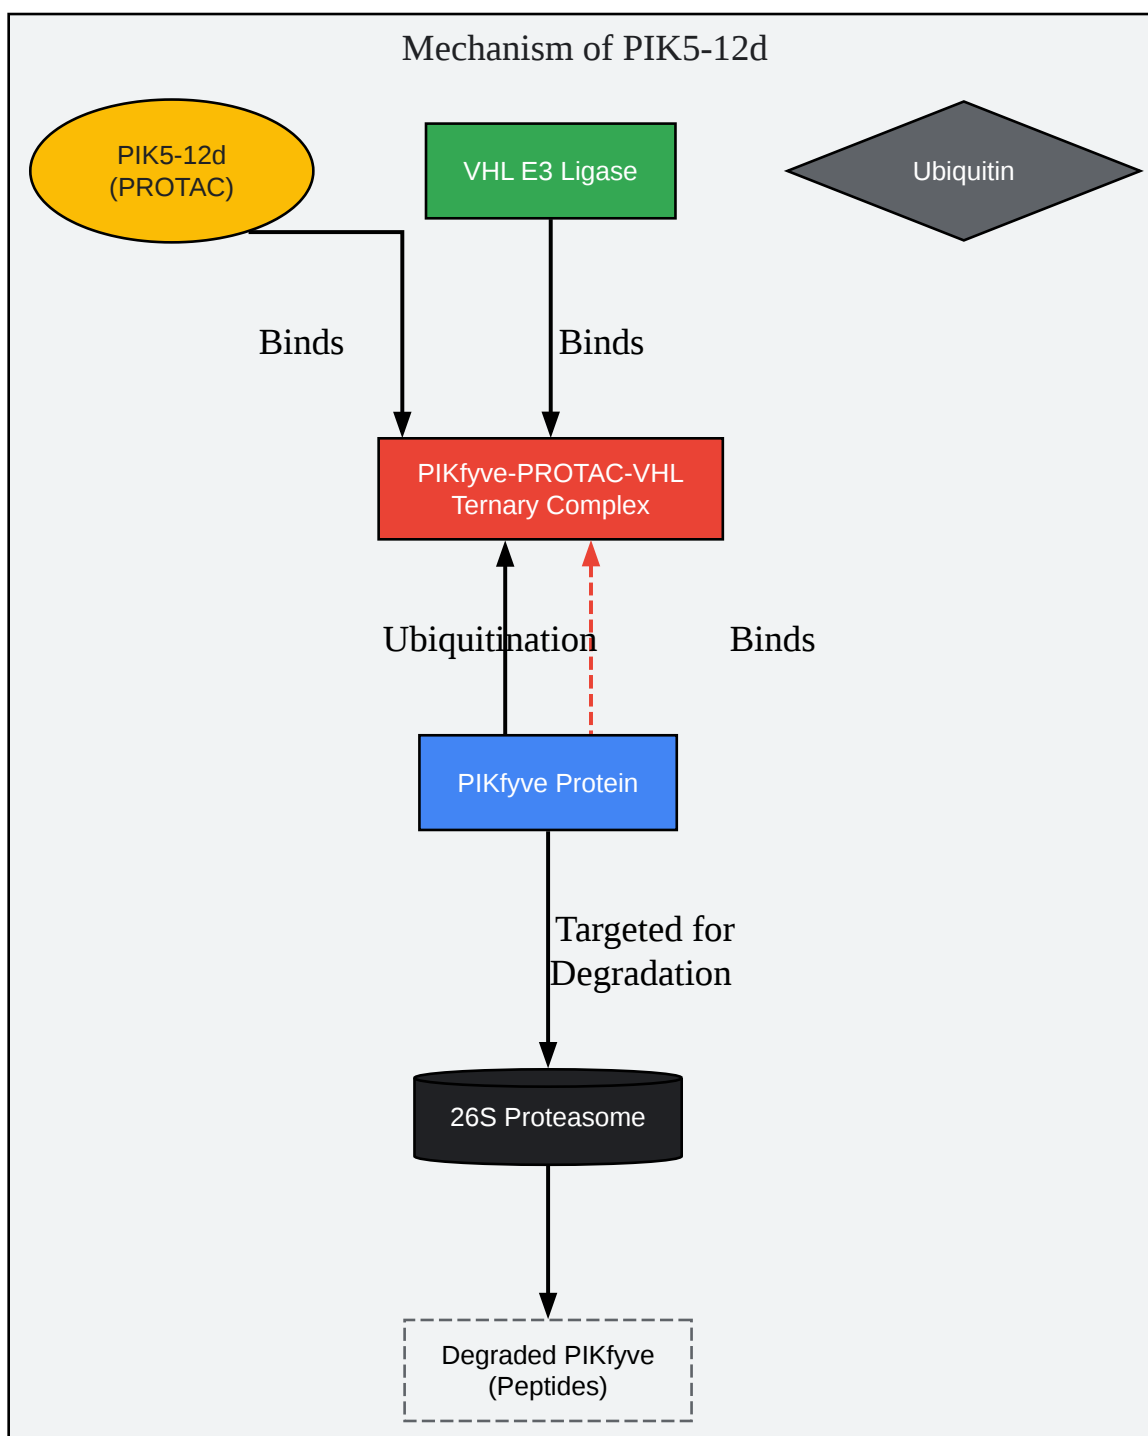 Mechanism of PIK5-12d
PIK5-12d
(PROTAC)
VHL E3 Ligase
Ubiquitin
Binds
Binds
PIKfyve-PROTAC-VHL
Ternary Complex
Ubiquitination
Binds
PIKfyve Protein
Targeted for
Degradation
26S Proteasome
Degraded PIKfyve
(Peptides)